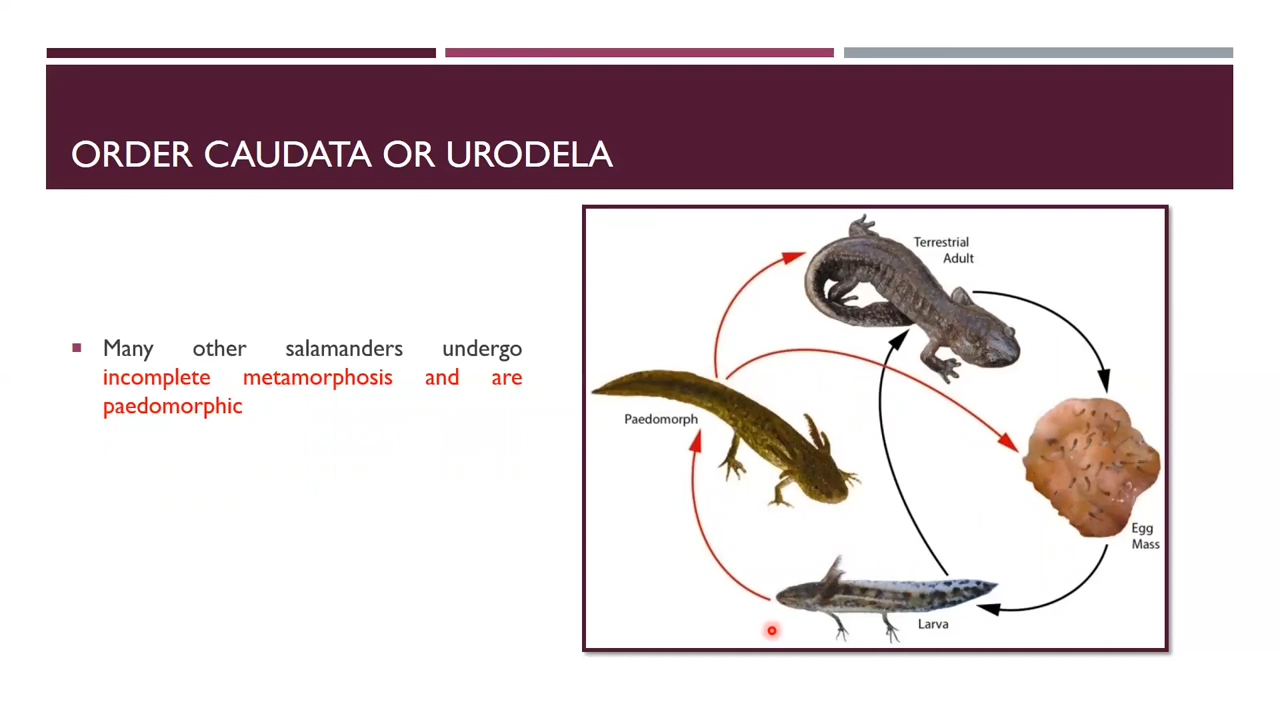 ORDER CAUDATA OR URODELA
Many other salamanders undergo
incomplete metamorphosis and are
paedomorphic
Terrestrial
Adult
Paedomorph
Egg
Mass
Larva